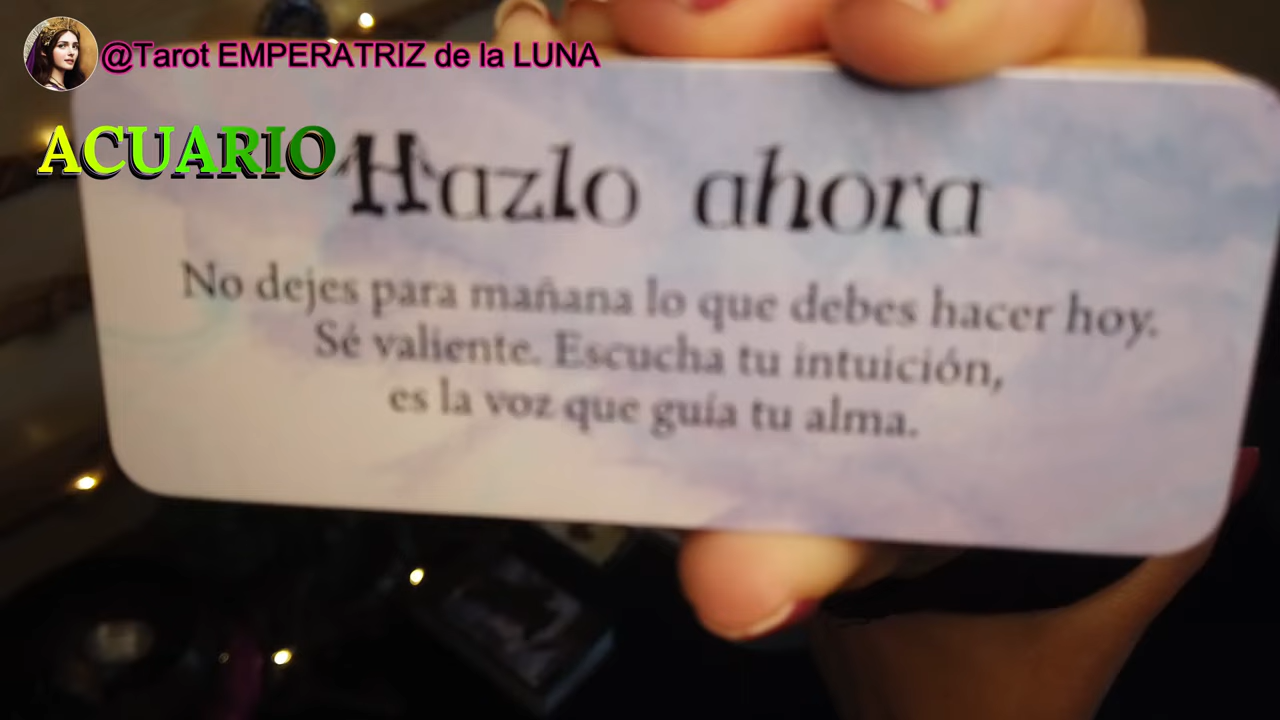 @Tarot EMPERATRIZ de la LUNA
ACUARIO
Hazlo ahora
No dejes para mañana lo que debes hacer hoy.
Sé valiente. Escucha tu intuición,
es la voz que guía tu alma.